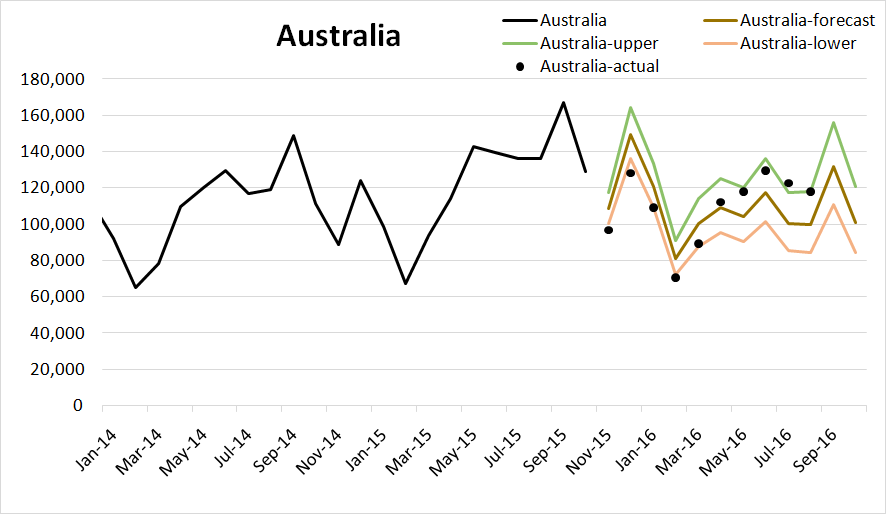 Australia
Australia
Australia-forecast
Australia-upper
Australia-lower
Australia-actual
180,000
160,000
140,000
120,000
100,000
80,000
60,000
40,000
20,000
0
Jan-14
Mar-14
May-14
Jul-14
Sep-14
Nov-14
Jan-15
Mar-15
May-15
Jul-15
Sep-15
Nov-15
Jan-16
Mar-16
May-16
Jul-16
Sep-16